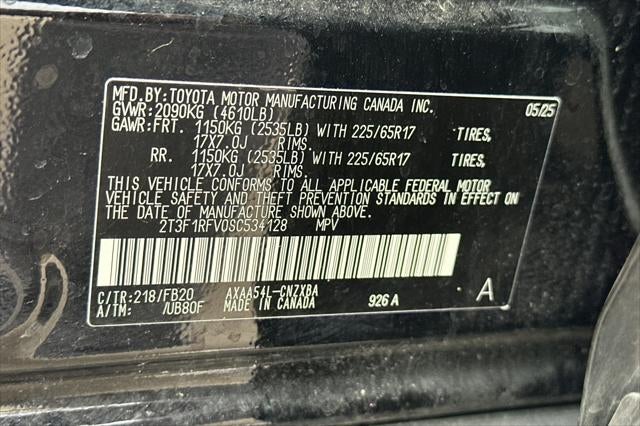 MFD.BY:TOYOTA MOTOR MANUFACTURING CANADA INC. 05/25
GVWR:2090KG (4610LB)
GAWR:FRT. 1150KG (2535LB) WITH 225/65R17 TIRES,
17X7.0J RIMS.
RR. 1150KG (2535LB) WITH 225/65R17 TIRES,
17X7.0J RIMS.
THIS VEHICLE CONFORMS TO ALL APPLICABLE FEDERAL MOTOR
VEHICLE SAFETY AND THEFT PREVENTION STANDARDS IN EFFECT ON
THE DATE OF MANUFACTURE SHOWN ABOVE.
2T3F1RFV0SC534128 MPV
C/TR:218/FB20 AXAA54L-CNZXBA A
A/TM: /UB80F MADE IN CANADA 926A